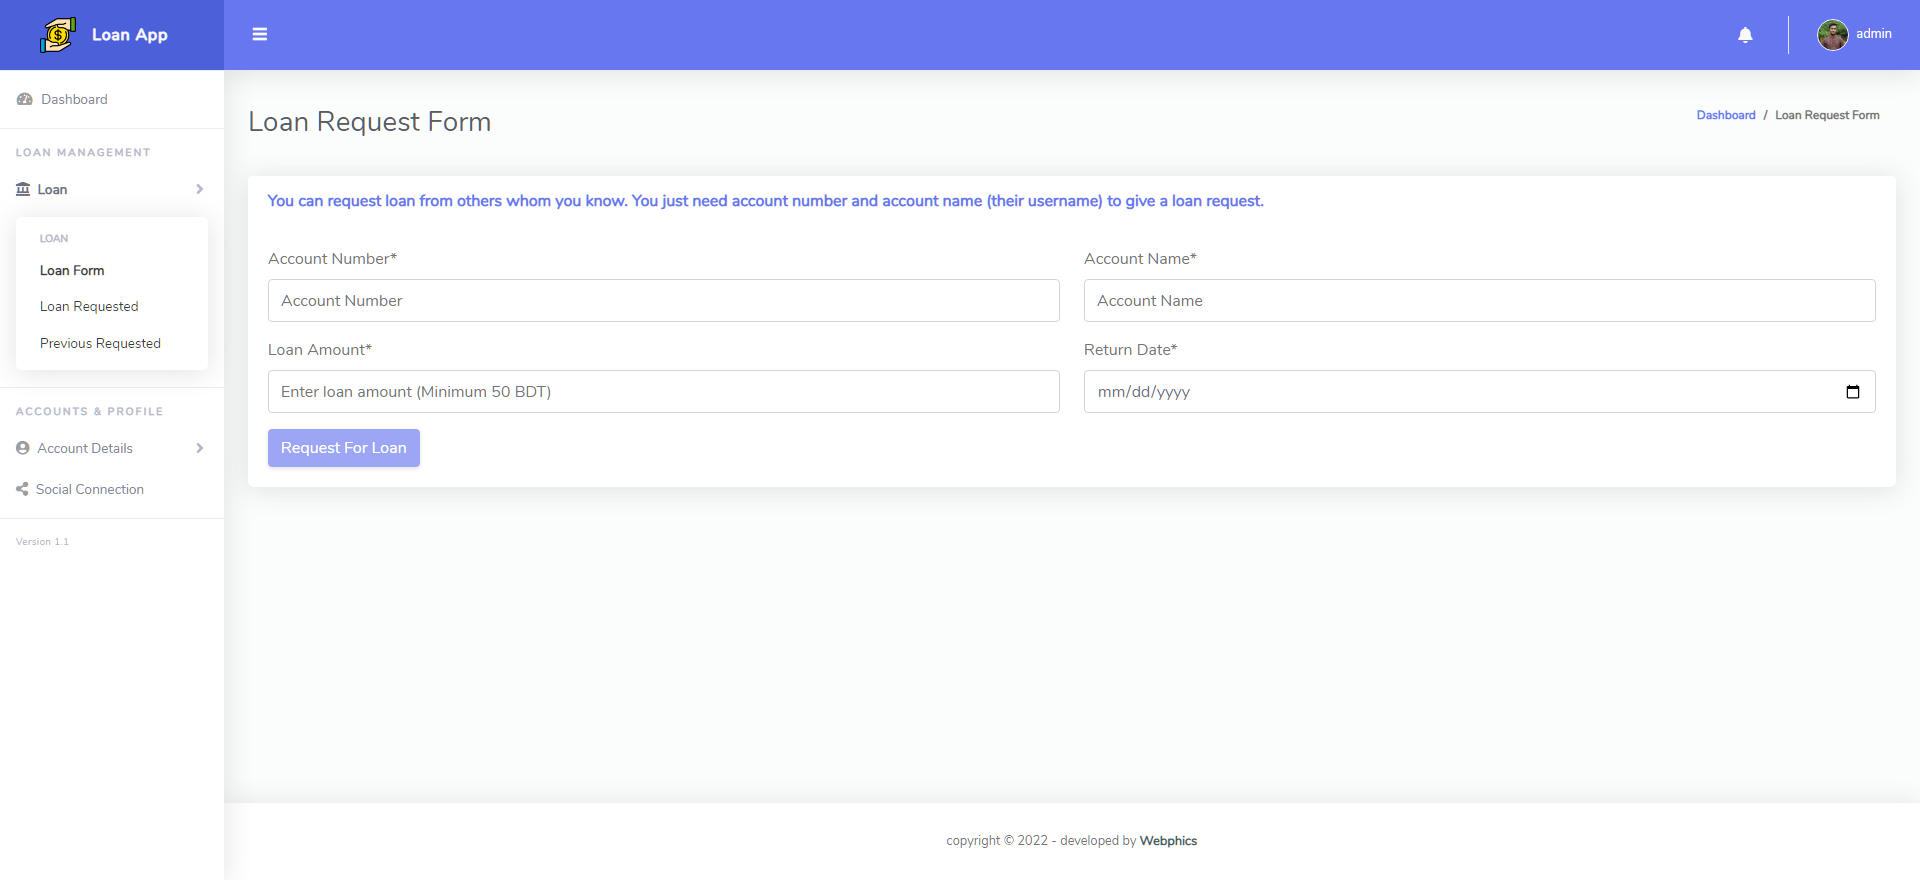 Loan App
admin
Dashboard
LOAN MANAGEMENT
Loan
LOAN
Loan Form
Loan Requested
Previous Requested
ACCOUNTS & PROFILE
Account Details
Social Connection
Version 1.1
Loan Request Form
Dashboard / Loan Request Form
You can request loan from others whom you know. You just need account number and account name (their username) to give a loan request.
Account Number*
Account Name*
Account Number
Account Name
Loan Amount*
Return Date*
Enter loan amount (Minimum 50 BDT)
mm/dd/yyyy
Request For Loan
copyright © 2022 - developed by Webphics